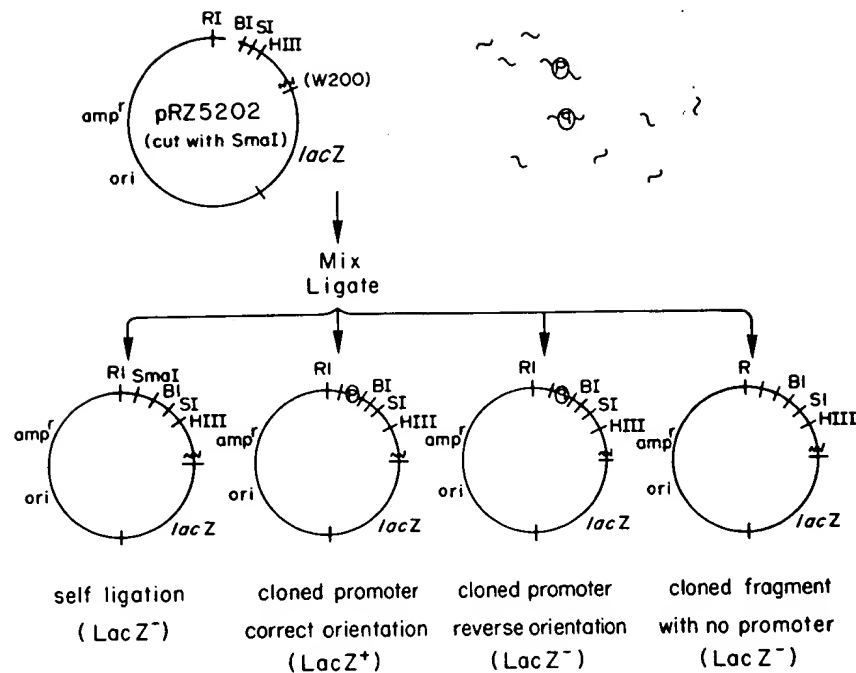 RI BI SI HIII
(W200)
amp^r
pRZ5202
(cut with SmaI)
lacZ
ori
P
Mix
Ligate
RI SmaI BI SI HIII
amp^r
ori
lacZ
RI BI SI HIII
amp^r
ori
lacZ
RI BI SI HIII
amp^r
ori
lacZ
R BI SI HIII
amp^r
ori
lacZ
self ligation
(LacZ^-)
cloned promoter
correct orientation
(LacZ^+)
cloned promoter
reverse orientation
(LacZ^-)
cloned fragment
with no promoter
(LacZ^-)